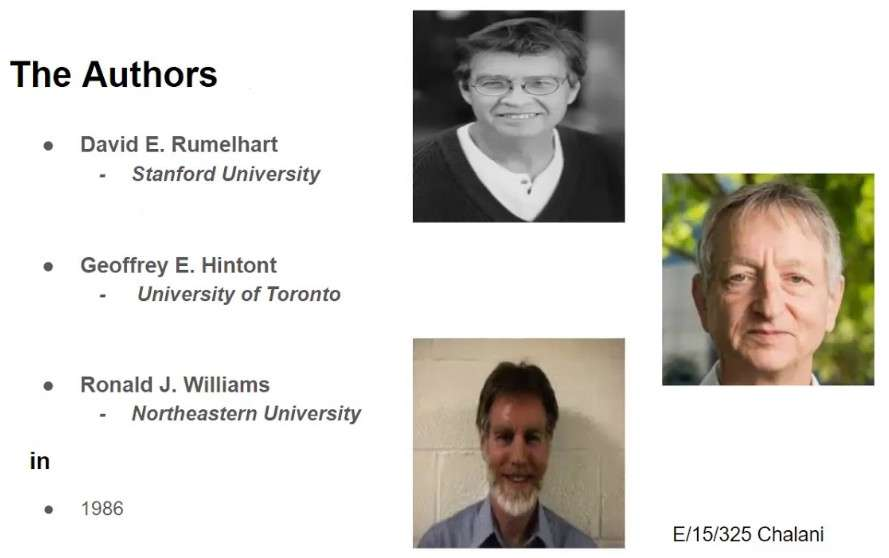 The Authors
● David E. Rumelhart
- Stanford University
● Geoffrey E. Hintont
- University of Toronto
● Ronald J. Williams
- Northeastern University
in
● 1986
E/15/325 Chalani